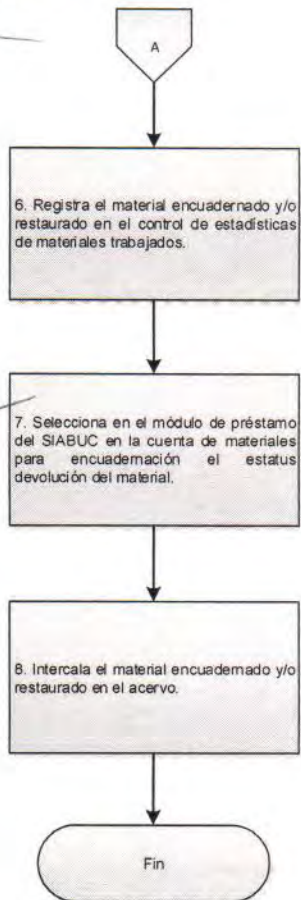 A
6. Registra el material encuadernado y/o
restaurado en el control de estadísticas
de materiales trabajados.
7. Selecciona en el módulo de préstamo
del SIABUC en la cuenta de materiales
para encuadernación el estatus
devolución del material.
8. Intercala el material encuadernado y/o
restaurado en el acervo.
Fin